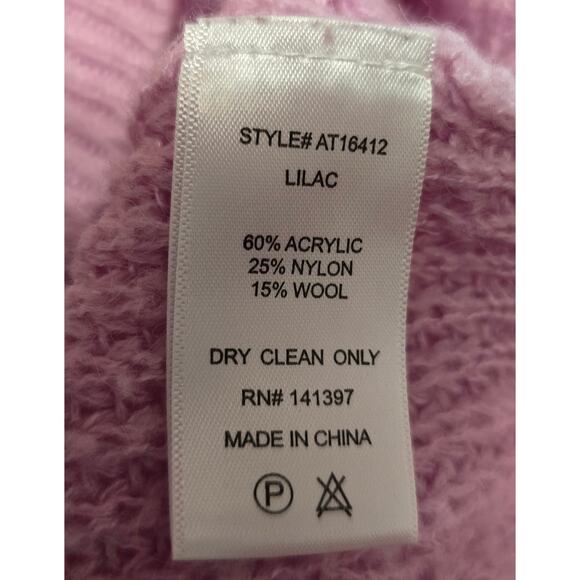 STYLE# AT16412
LILAC
60% ACRYLIC
25% NYLON
15% WOOL
DRY CLEAN ONLY
RN# 141397
MADE IN CHINA
P